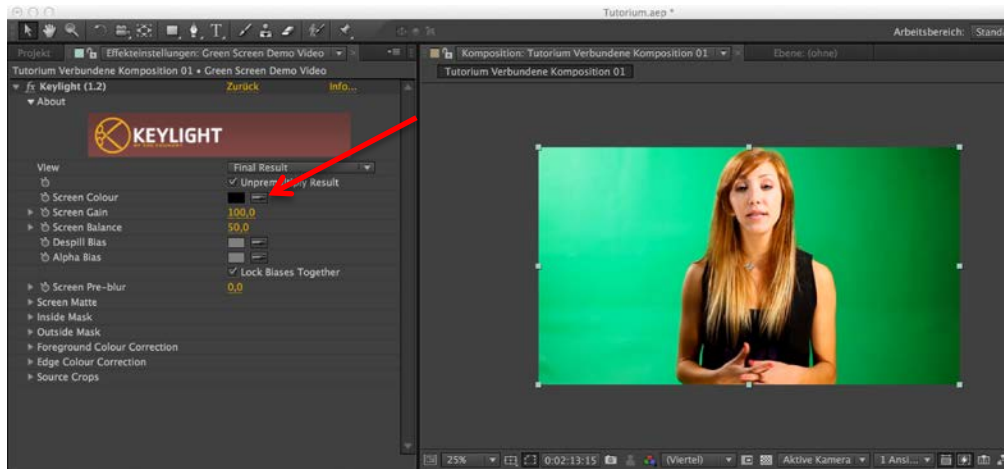 Tutorium.aep *
Arbeitsbereich: Stand
Projekt Effekteinstellungen: Green Screen Demo Video
Tutorium Verbundene Komposition 01 • Green Screen Demo Video
fx Keylight (1.2) Zurück Info...
About
KEYLIGHT
View Final Result
Unpremultiply Result
Screen Colour
Screen Gain 100,0
Screen Balance 50,0
Despill Bias
Alpha Bias
Lock Biases Together
Screen Pre-blur 0,0
Screen Matte
Inside Mask
Outside Mask
Foreground Colour Correction
Edge Colour Correction
Source Crops
Komposition: Tutorium Verbundene Komposition 01 Ebene: (ohne)
Tutorium Verbundene Komposition 01
25% 0:02:13:15 (Viertel) Aktive Kamera 1 Ansi...